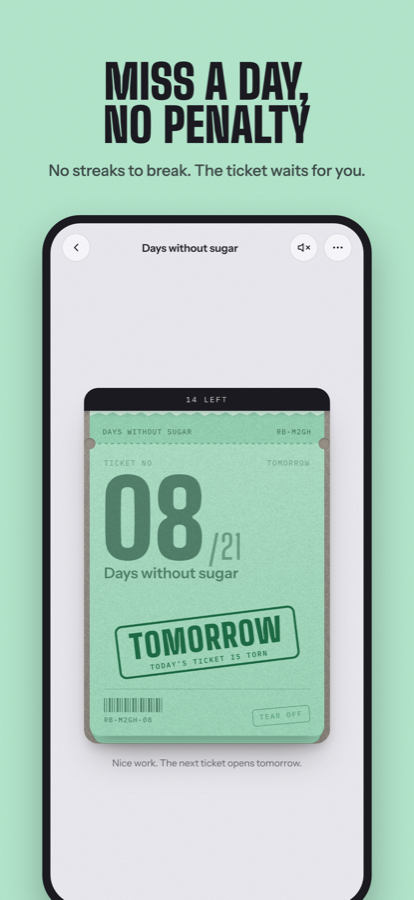 MISS A DAY,
NO PENALTY
No streaks to break. The ticket waits for you.
Days without sugar
14 LEFT
DAYS WITHOUT SUGAR RB-M2GH
TICKET NO TOMORROW
08/21
Days without sugar
TOMORROW
TODAY'S TICKET IS TORN
RB-M2GH-08
TEAR OFF
Nice work. The next ticket opens tomorrow.